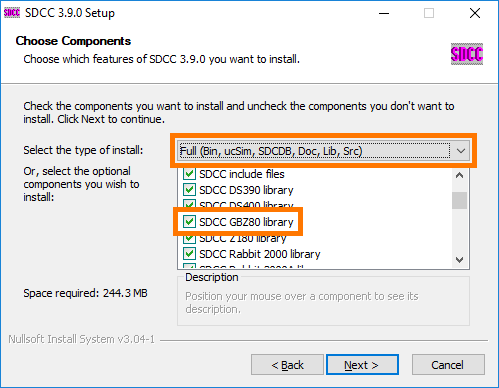 SDCC 3.9.0 Setup
Choose Components
Choose which features of SDCC 3.9.0 you want to install.
SDCC
Check the components you want to install and uncheck the components you don't want to
install. Click Next to continue.
Select the type of install:
Full (Bin, ucSim, SDCDB, Doc, Lib, Src)
Or, select the optional
components you wish to
install:
SDCC include files
SDCC DS390 library
SDCC DS400 library
SDCC GBZ80 library
SDCC Z180 library
SDCC Rabbit 2000 library
Space required: 244.3 MB
Description
Position your mouse over a component to see its
description.
Nullsoft Install System v3.04-1
< Back
Next >
Cancel